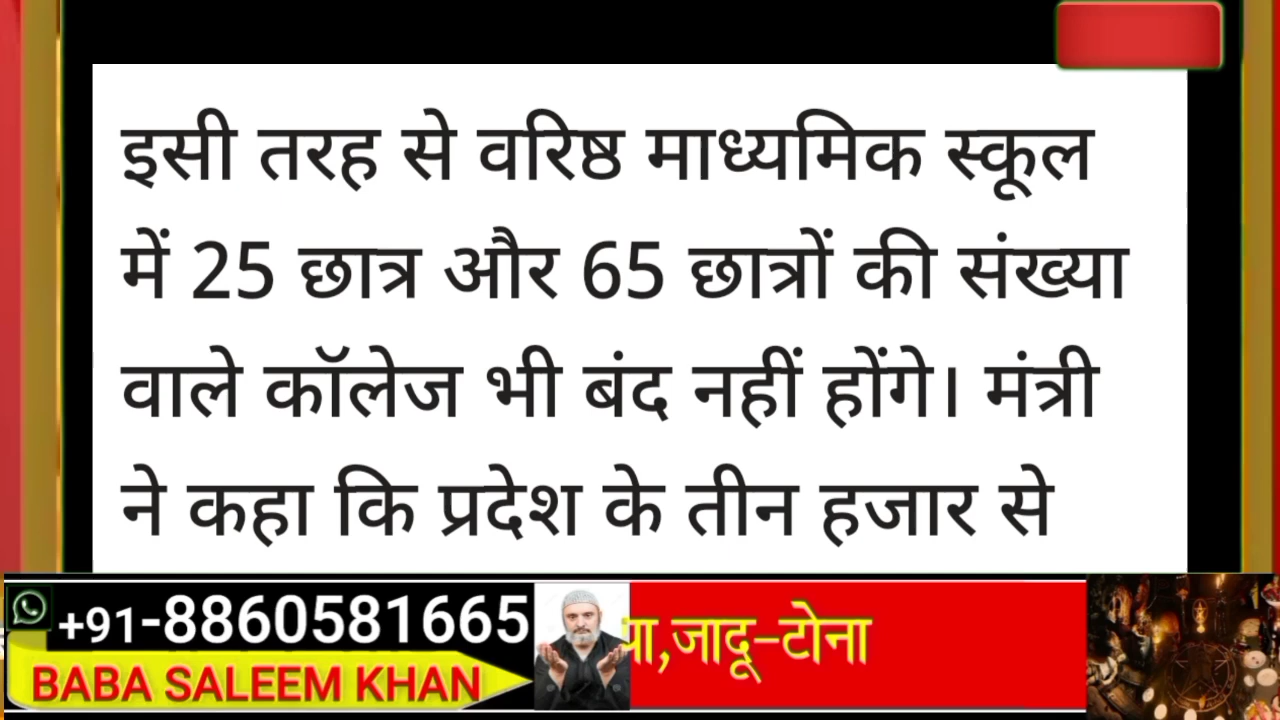 इसी तरह से वरिष्ठ माध्यमिक स्कूल
में 25 छात्र और 65 छात्रों की संख्या
वाले कॉलेज भी बंद नहीं होंगे। मंत्री
ने कहा कि प्रदेश के तीन हजार से
+91-8860581665
BABA SALEEM KHAN
जादू-टोना